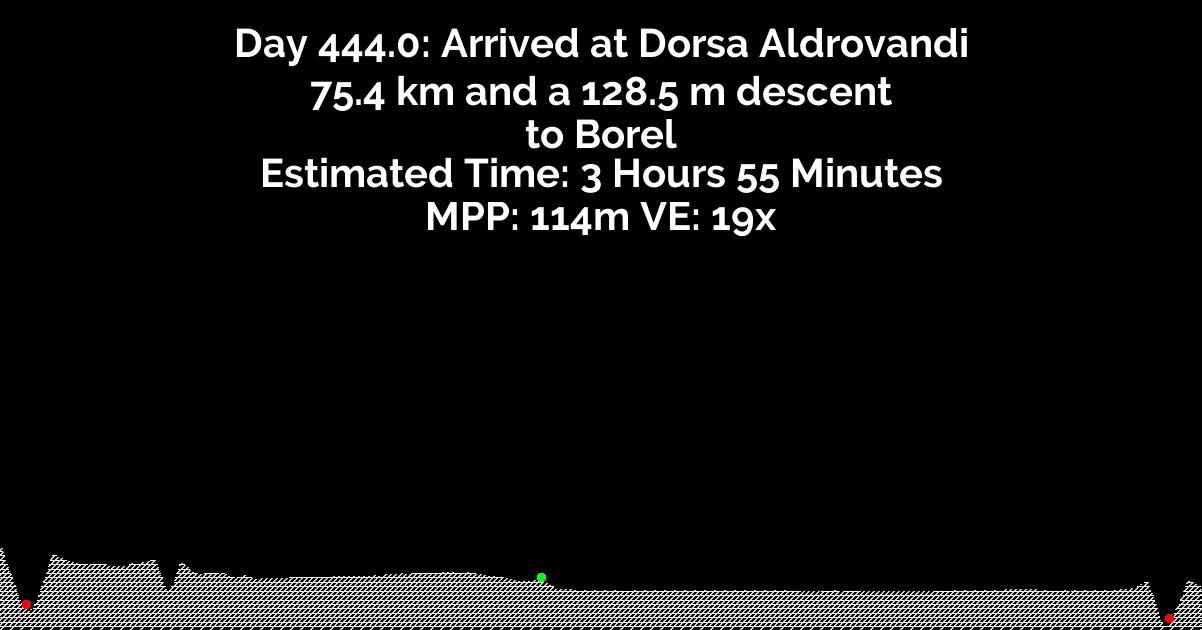 Day 444.0: Arrived at Dorsa Aldrovandi
75.4 km and a 128.5 m descent
to Borel
Estimated Time: 3 Hours 55 Minutes
MPP: 114m VE: 19x